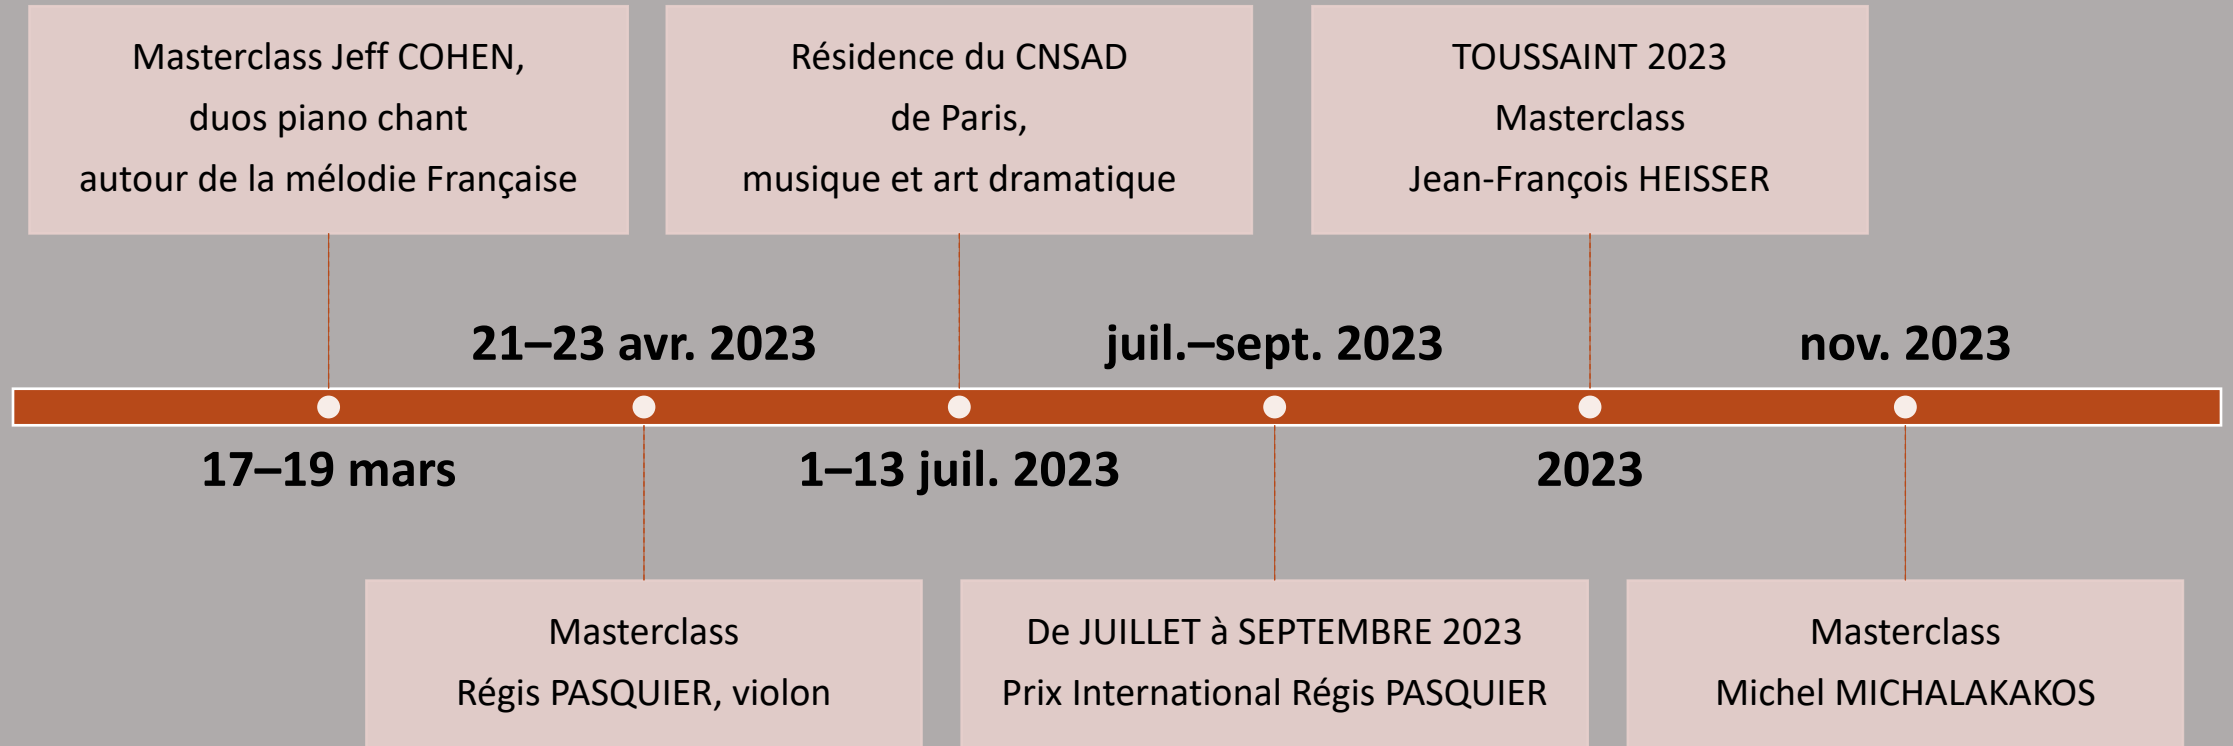 Masterclass Jeff COHEN,
duos piano chant
autour de la mélodie Française
Résidence du CNSAD
de Paris,
musique et art dramatique
TOUSSAINT 2023
Masterclass
Jean-François HEISSER
21–23 avr. 2023
juil.–sept. 2023
nov. 2023
17–19 mars
1–13 juil. 2023
2023
Masterclass
Régis PASQUIER, violon
De JUILLET à SEPTEMBRE 2023
Prix International Régis PASQUIER
Masterclass
Michel MICHALAKAKOS